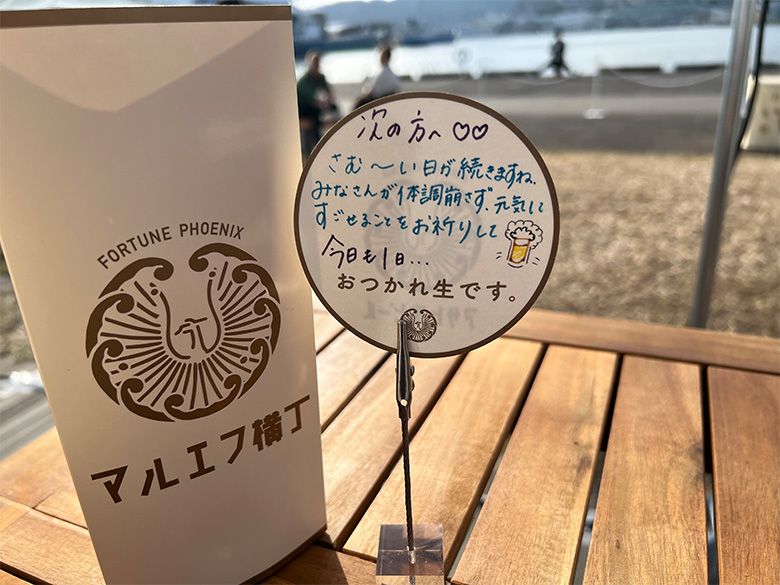 FORTUNE PHOENIX
マルエフ横丁
次の方へ♡♡
さむ〜い日が続きますね。
みなさんが体調崩さず、元気に
すごせることをお祈りして
今日も1日…
おつかれ生です。